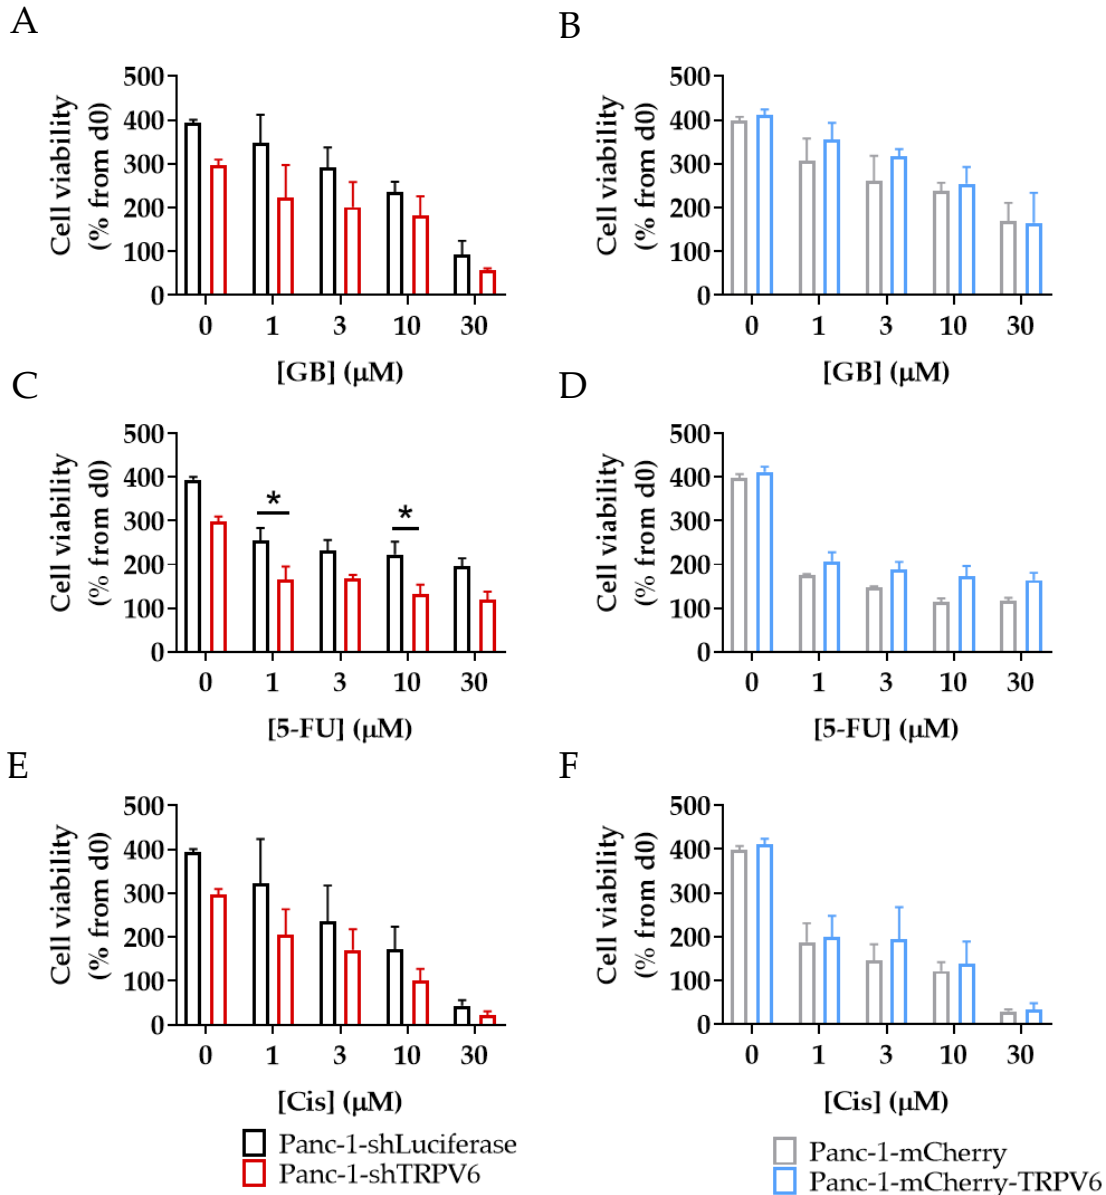 A
Cell viability
(% from d0)
500
400
300
200
100
0
0 1 3 10 30
[GB] (μM)
B
Cell viability
(% from d0)
500
400
300
200
100
0
0 1 3 10 30
[GB] (μM)
C
Cell viability
(% from d0)
500
400
300
200
100
0
* *
0 1 3 10 30
[5-FU] (μM)
D
Cell viability
(% from d0)
500
400
300
200
100
0
0 1 3 10 30
[5-FU] (μM)
E
Cell viability
(% from d0)
500
400
300
200
100
0
0 1 3 10 30
[Cis] (μM)
Panc-1-shLuciferase
Panc-1-shTRPV6
F
Cell viability
(% from d0)
500
400
300
200
100
0
0 1 3 10 30
[Cis] (μM)
Panc-1-mCherry
Panc-1-mCherry-TRPV6